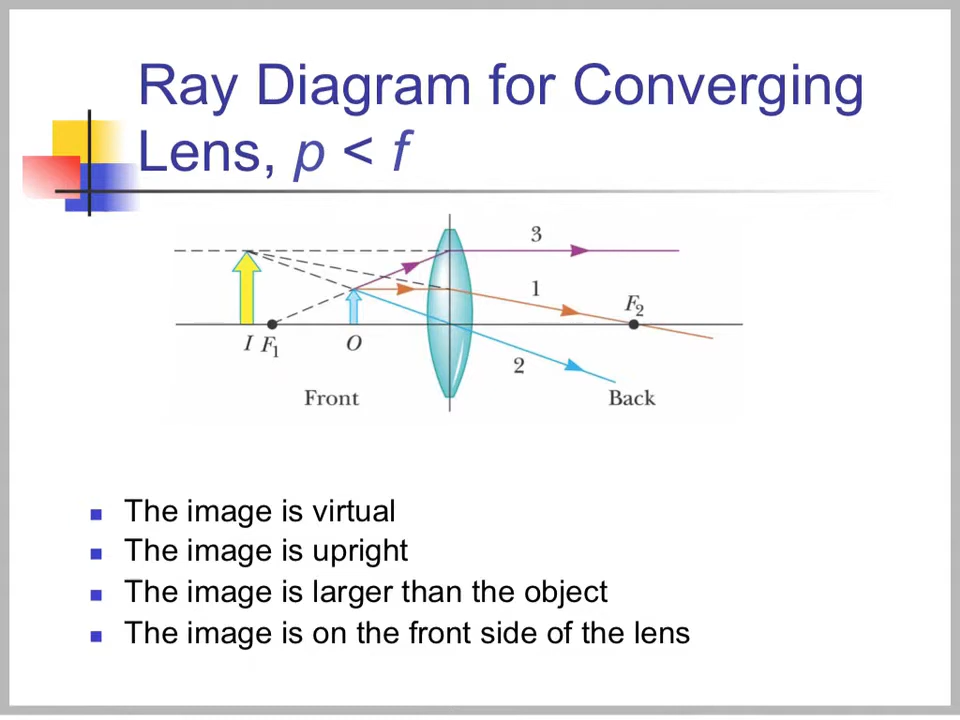 Ray Diagram for Converging
Lens, p < f
3
1
F₂
I F₁
O
2
Front
Back
The image is virtual
The image is upright
The image is larger than the object
The image is on the front side of the lens